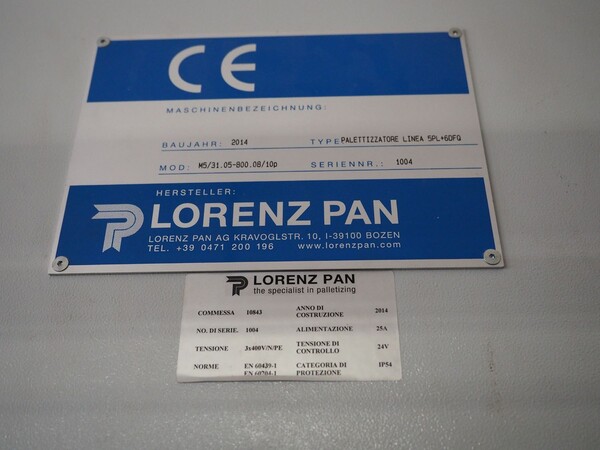 CE
MASCHINENBEZEICHNUNG:
BAUJAHR: 2014 TYPE PALETTIZZATORE LINEA 5PL+6DFQ
MOD: M5/31.05-800.08/10p SERIENNR.: 1004
HERSTELLER:
LORENZ PAN
LORENZ PAN AG KRAVOGLSTR. 10, I-39100 BOZEN
TEL. +39 0471 200 196 www.lorenzpan.com
LORENZ PAN
the specialist in palletizing
COMMESSA 10843 ANNO DI COSTRUZIONE 2014
NO. DI SERIE. 1004 ALIMENTAZIONE 25A
TENSIONE 3x400V/N/PE TENSIONE DI CONTROLLO 24V
NORME EN 60439-1 CATEGORIA DI IP54
EN 60204-1 PROTEZIONE